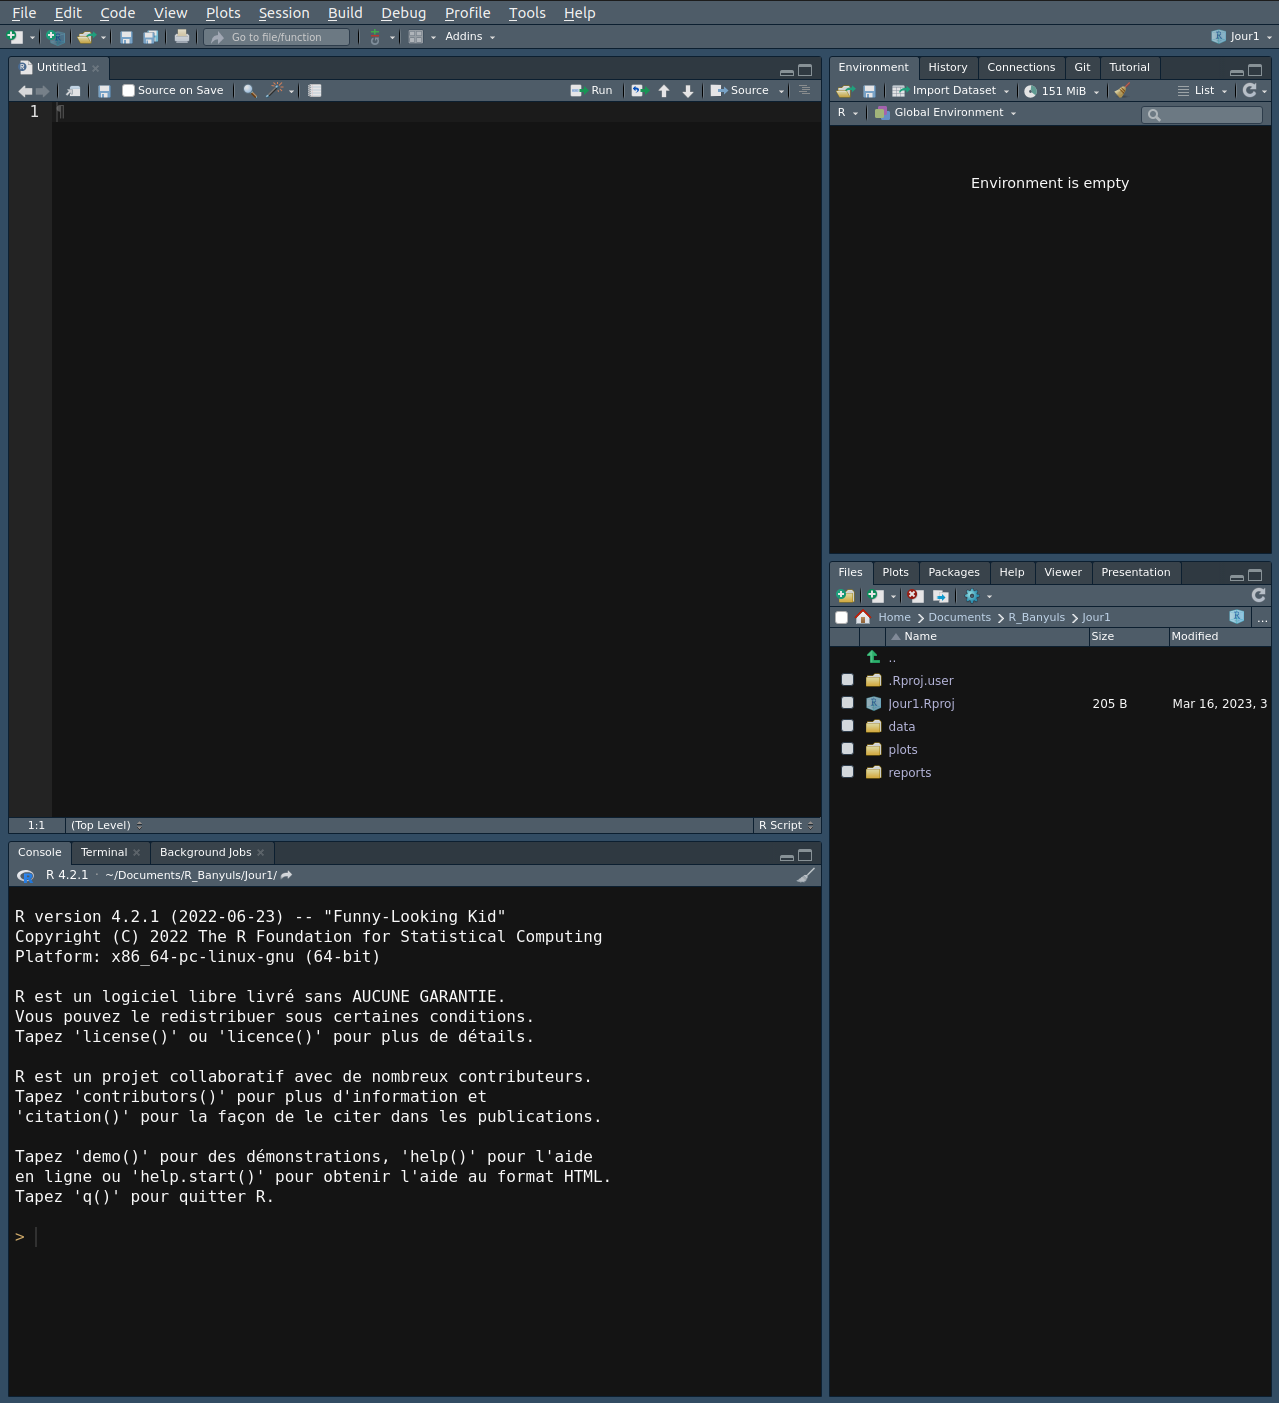 File Edit Code View Plots Session Build Debug Profile Tools Help
Go to file/function Addins Jour1
Untitled1
Source on Save Run Source
1 ¶
1:1 (Top Level) R Script
Console Terminal Background Jobs
R 4.2.1 · ~/Documents/R_Banyuls/Jour1/
R version 4.2.1 (2022-06-23) -- "Funny-Looking Kid"
Copyright (C) 2022 The R Foundation for Statistical Computing
Platform: x86_64-pc-linux-gnu (64-bit)
R est un logiciel libre livré sans AUCUNE GARANTIE.
Vous pouvez le redistribuer sous certaines conditions.
Tapez 'license()' ou 'licence()' pour plus de détails.
R est un projet collaboratif avec de nombreux contributeurs.
Tapez 'contributors()' pour plus d'information et
'citation()' pour la façon de le citer dans les publications.
Tapez 'demo()' pour des démonstrations, 'help()' pour l'aide
en ligne ou 'help.start()' pour obtenir l'aide au format HTML.
Tapez 'q()' pour quitter R.
>
Environment History Connections Git Tutorial
Import Dataset 151 MiB List
R Global Environment
Environment is empty
Files Plots Packages Help Viewer Presentation
Home Documents R_Banyuls Jour1 ...
Name Size Modified
..
.Rproj.user
Jour1.Rproj 205 B Mar 16, 2023, 3
data
plots
reports